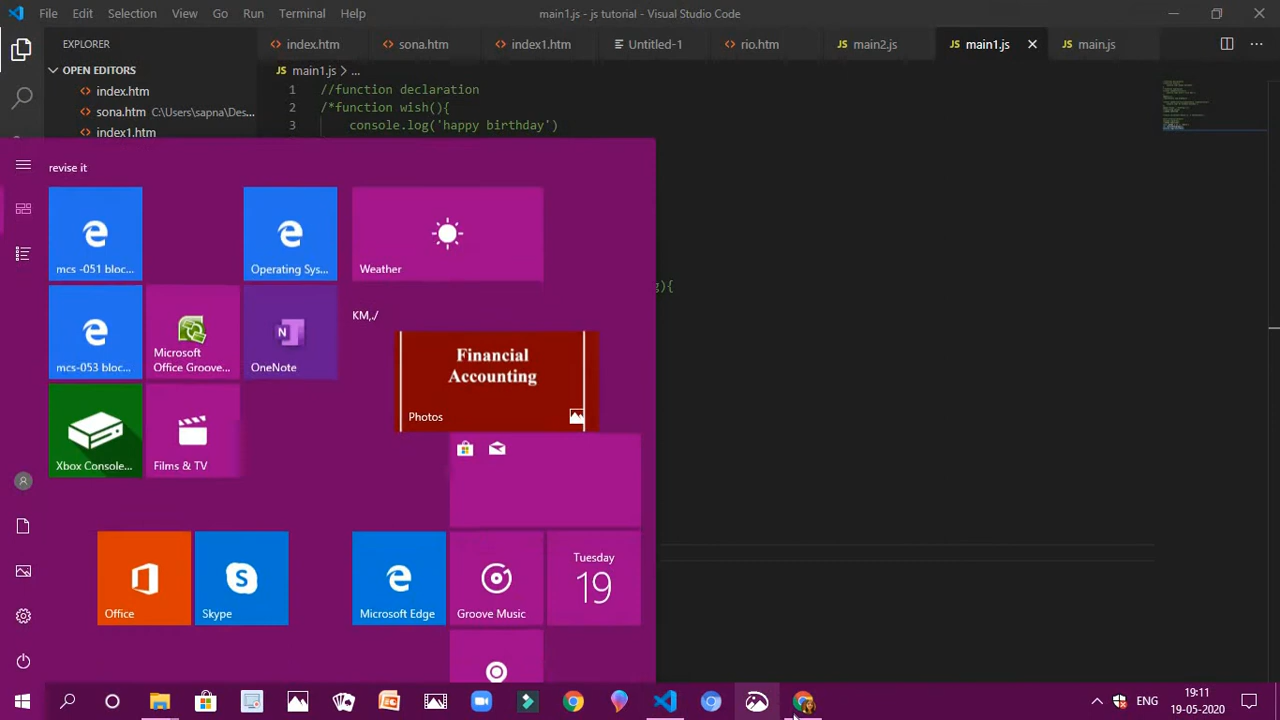 File Edit Selection View Go Run Terminal Help
main1.js - js tutorial - Visual Studio Code
EXPLORER
index.htm
sona.htm
index1.htm
Untitled-1
rio.htm
JS main2.js
JS main1.js
JS main.js
OPEN EDITORS
JS main1.js > ...
index.htm
sona.htm C:\Users\sapna\Des...
index1.htm
1 //function declaration
2 /*function wish(){
3 console.log('happy birthday')
g){
revise it
mcs -051 bloc...
Operating Sys...
Weather
KM,./
mcs-053 bloc...
Microsoft
Office Groove...
OneNote
Financial
Accounting
Photos
Xbox Console...
Films & TV
Office
Skype
Microsoft Edge
Groove Music
Tuesday
19
ENG
19:11
19-05-2020